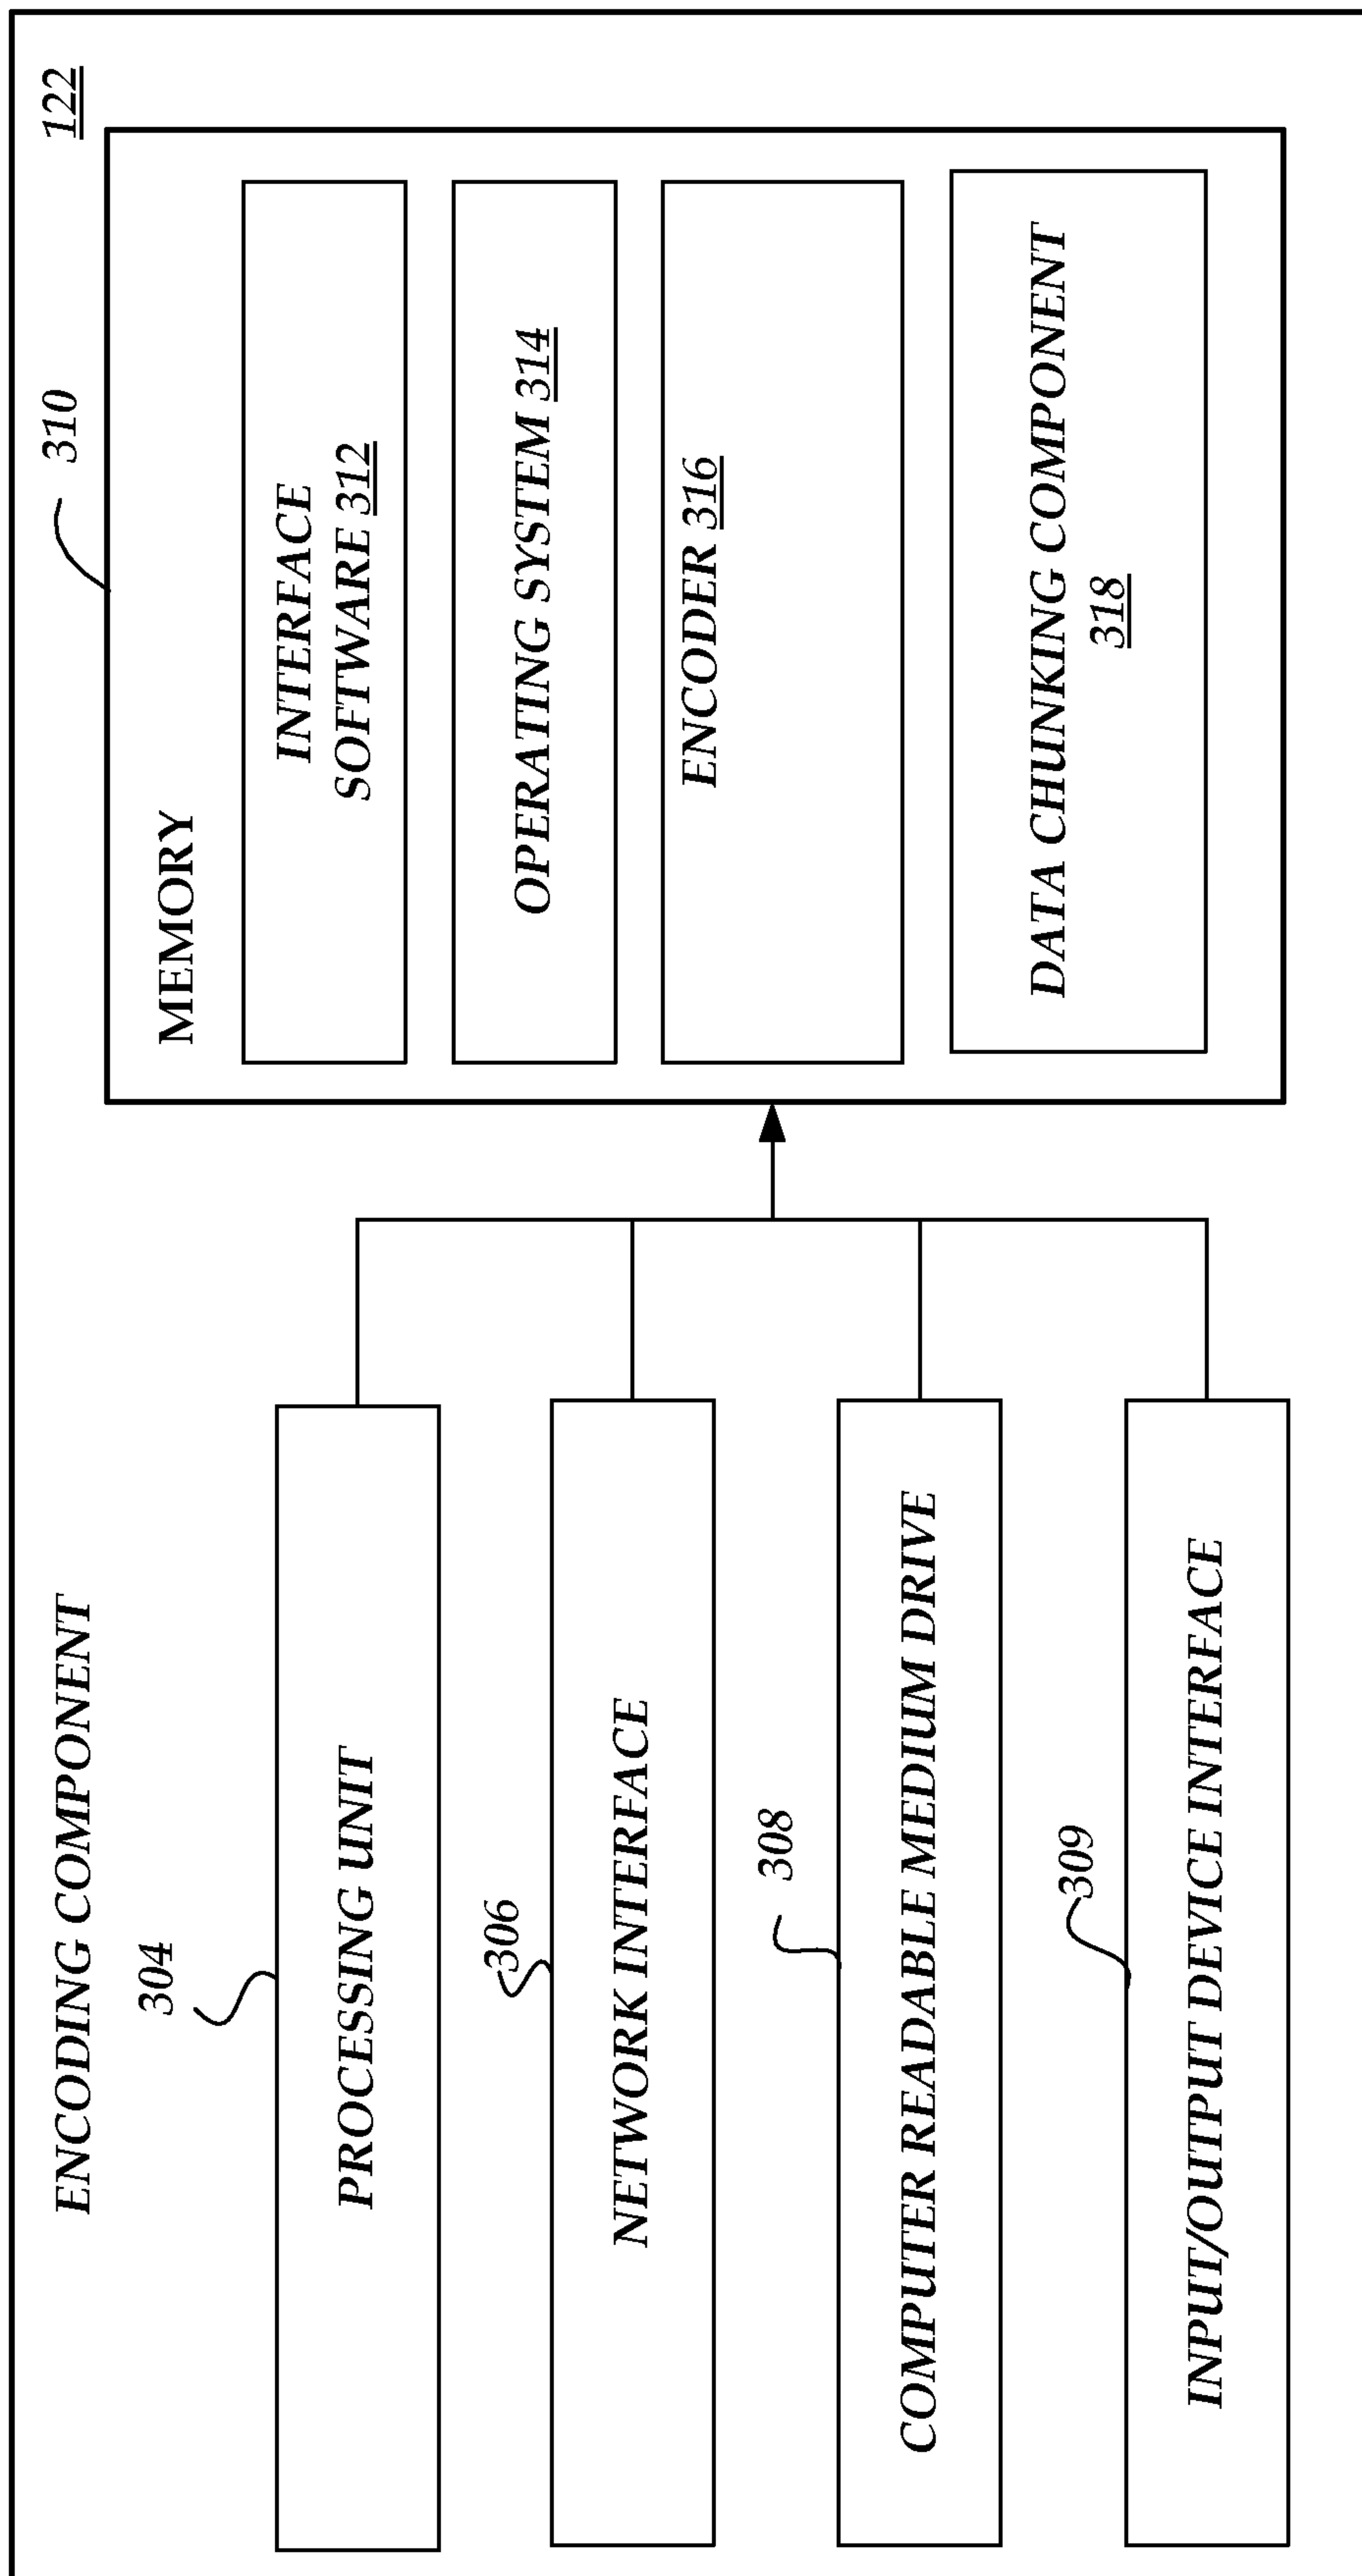 ENCODING COMPONENT
122
304
PROCESSING UNIT
306
NETWORK INTERFACE
308
COMPUTER READABLE MEDIUM DRIVE
309
INPUT/OUTPUT DEVICE INTERFACE
310
MEMORY
INTERFACE
SOFTWARE 312
OPERATING SYSTEM 314
ENCODER 316
DATA CHUNKING COMPONENT
318